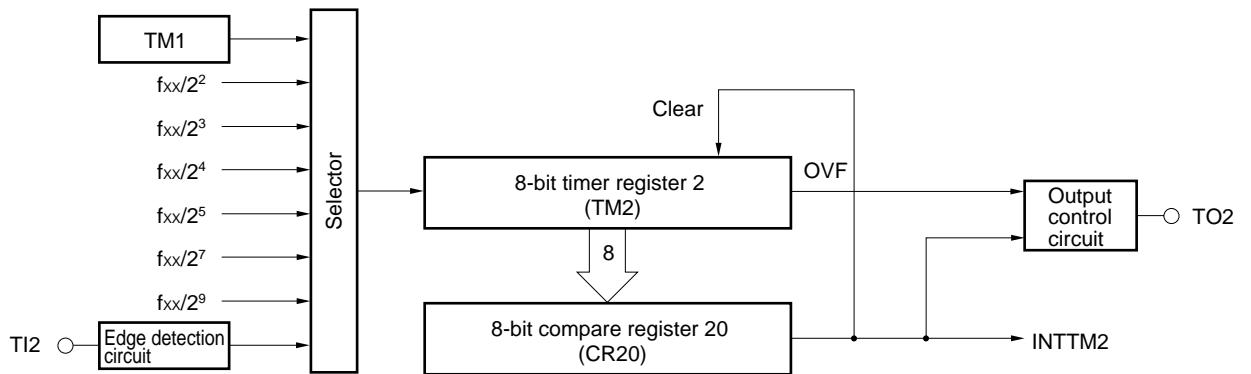 TM1
fxx/2²
fxx/2³
fxx/2⁴
fxx/2⁵
fxx/2⁷
fxx/2⁹
TI2
Edge detection
circuit
Selector
Clear
8-bit timer register 2
(TM2)
OVF
8
8-bit compare register 20
(CR20)
Output
control
circuit
TO2
INTTM2